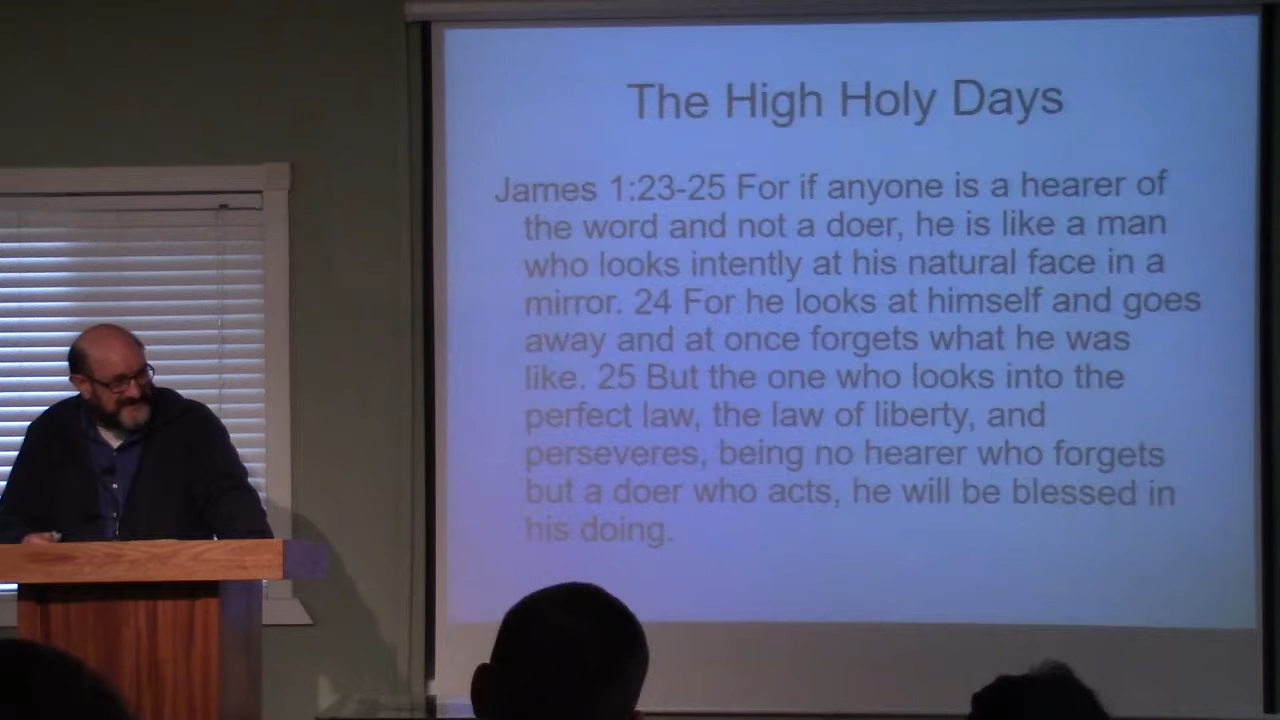 The High Holy Days
James 1:23-25 For if anyone is a hearer of
the word and not a doer, he is like a man
who looks intently at his natural face in a
mirror. 24 For he looks at himself and goes
away and at once forgets what he was
like. 25 But the one who looks into the
perfect law, the law of liberty, and
perseveres, being no hearer who forgets
but a doer who acts, he will be blessed in
his doing.